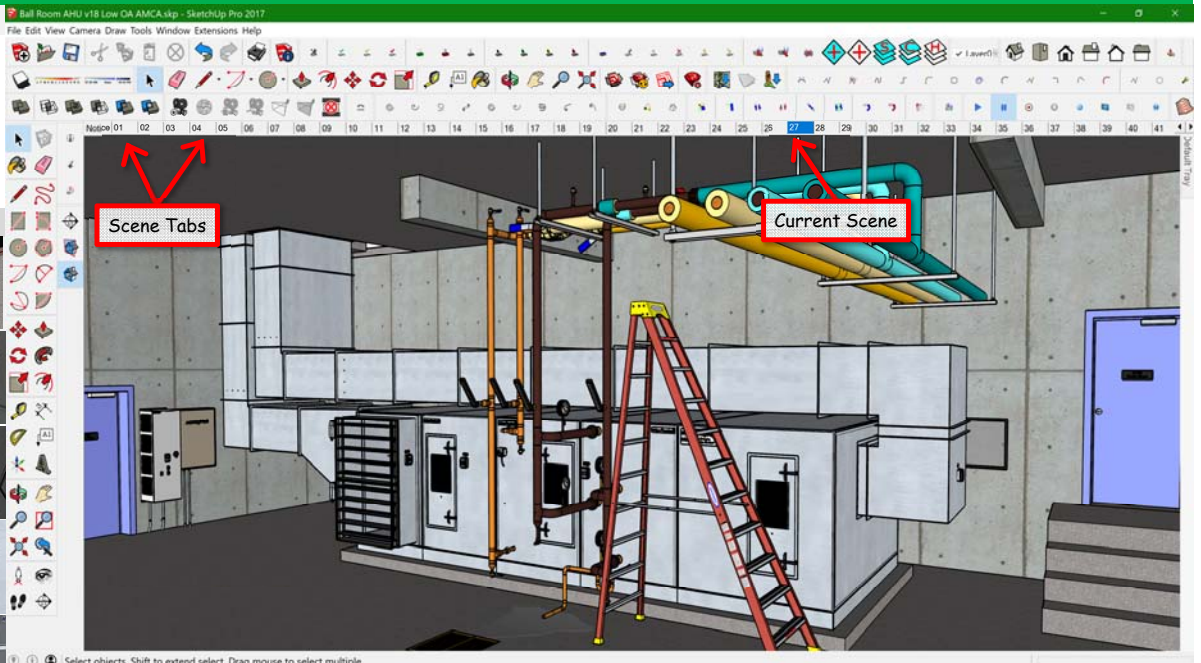 Ball Room AHU v18 Low OA AMCA.skp - SketchUp Pro 2017
File Edit View Camera Draw Tools Window Extensions Help
Layer0
A1
Notice 01 02 03 04 05 06 07 08 09 10 11 12 13 14 15 16 17 18 19 20 21 22 23 24 25 26 27 28 29 30 31 32 33 34 35 36 37 38 39 40 41
Default Tray
Scene Tabs
Current Scene
A1
Select objects. Shift to extend select. Drag mouse to select multiple.